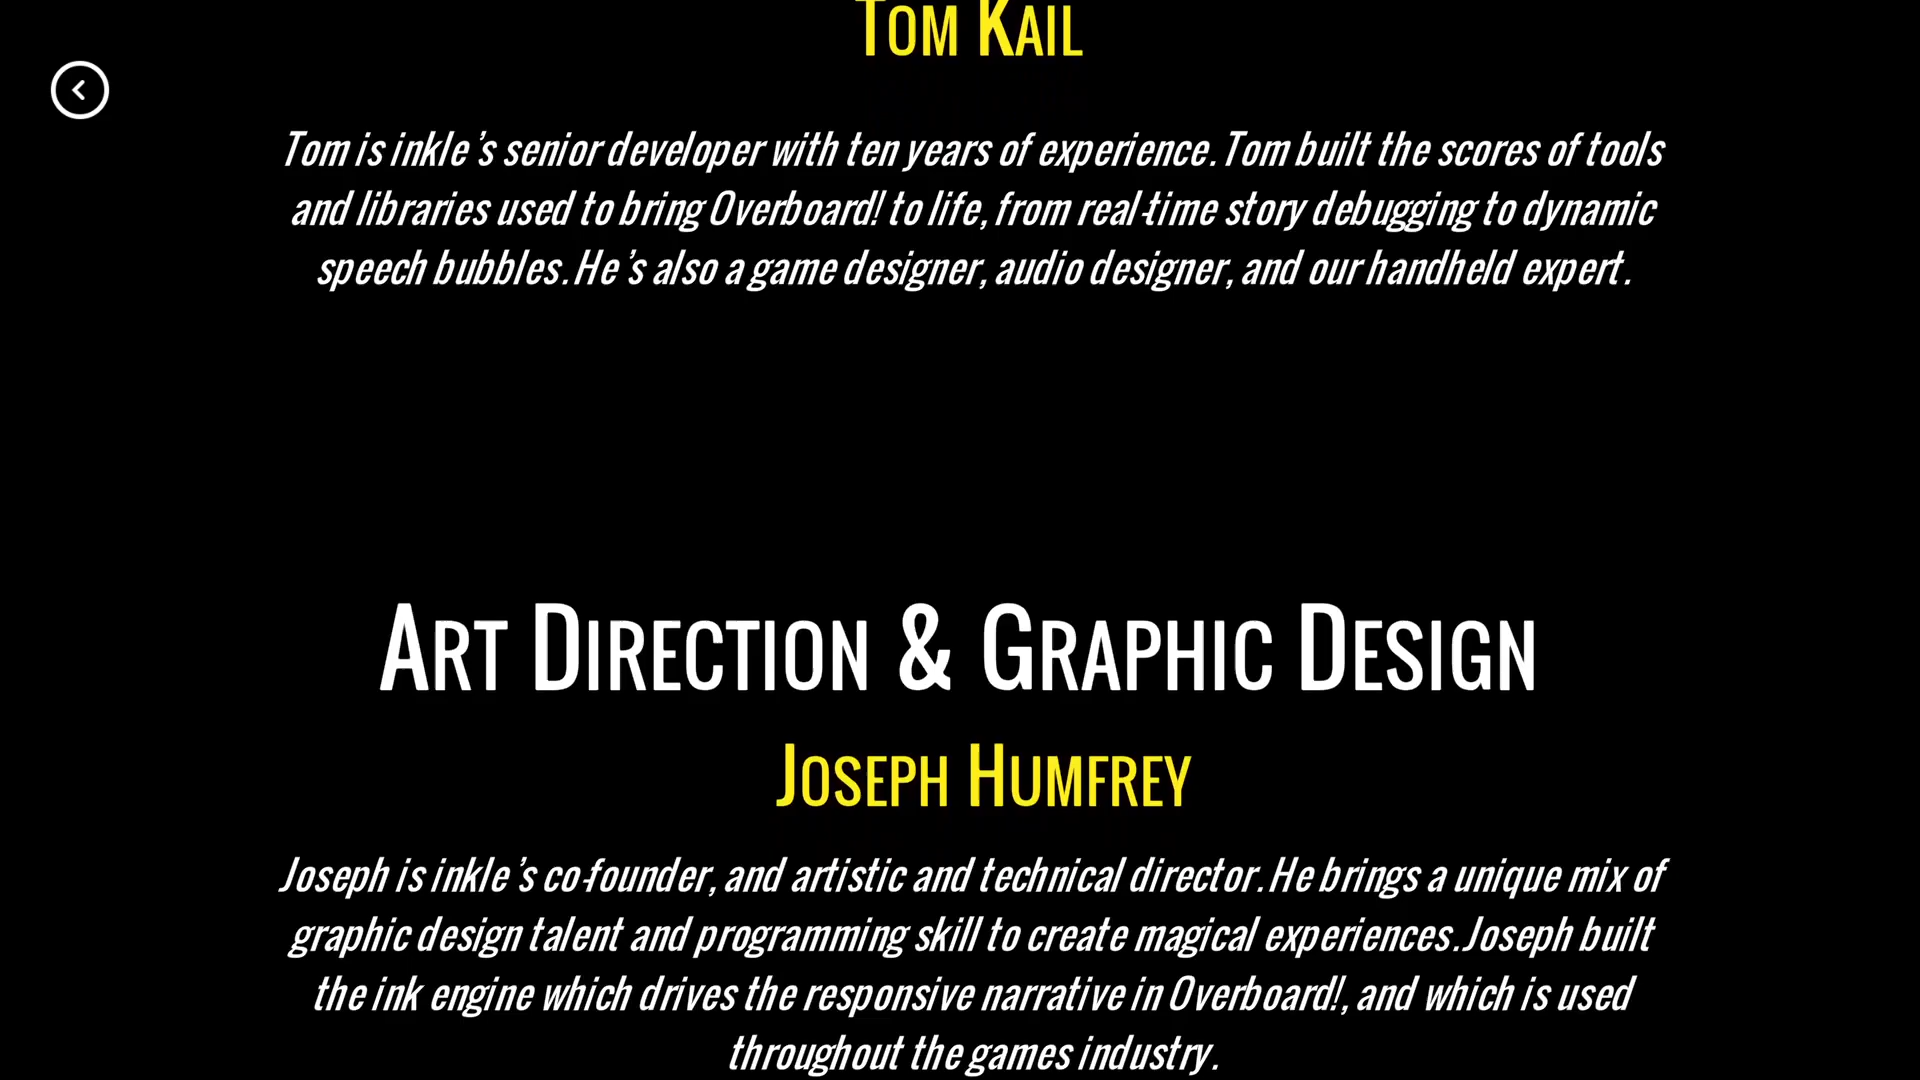 Tom Kail
Tom is inkle's senior developer with ten years of experience. Tom built the scores of tools
and libraries used to bring Overboard! to life, from real-time story debugging to dynamic
speech bubbles. He's also a game designer, audio designer, and our handheld expert.
Art Direction & Graphic Design
Joseph Humfrey
Joseph is inkle's co-founder, and artistic and technical director. He brings a unique mix of
graphic design talent and programming skill to create magical experiences. Joseph built
the ink engine which drives the responsive narrative in Overboard!, and which is used
throughout the games industry.